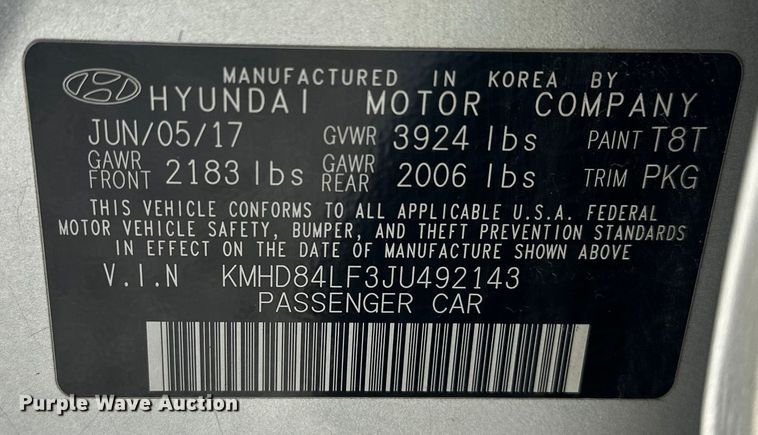 MANUFACTURED IN KOREA BY
HYUNDAI MOTOR COMPANY
JUN/05/17 GVWR 3924 lbs PAINT T8T
GAWR FRONT 2183 lbs GAWR REAR 2006 lbs TRIM PKG
THIS VEHICLE CONFORMS TO ALL APPLICABLE U.S.A. FEDERAL
MOTOR VEHICLE SAFETY, BUMPER, AND THEFT PREVENTION STANDARDS
IN EFFECT ON THE DATE OF MANUFACTURE SHOWN ABOVE
V.I.N KMHD84LF3JU492143
PASSENGER CAR
Purple Wave Auction